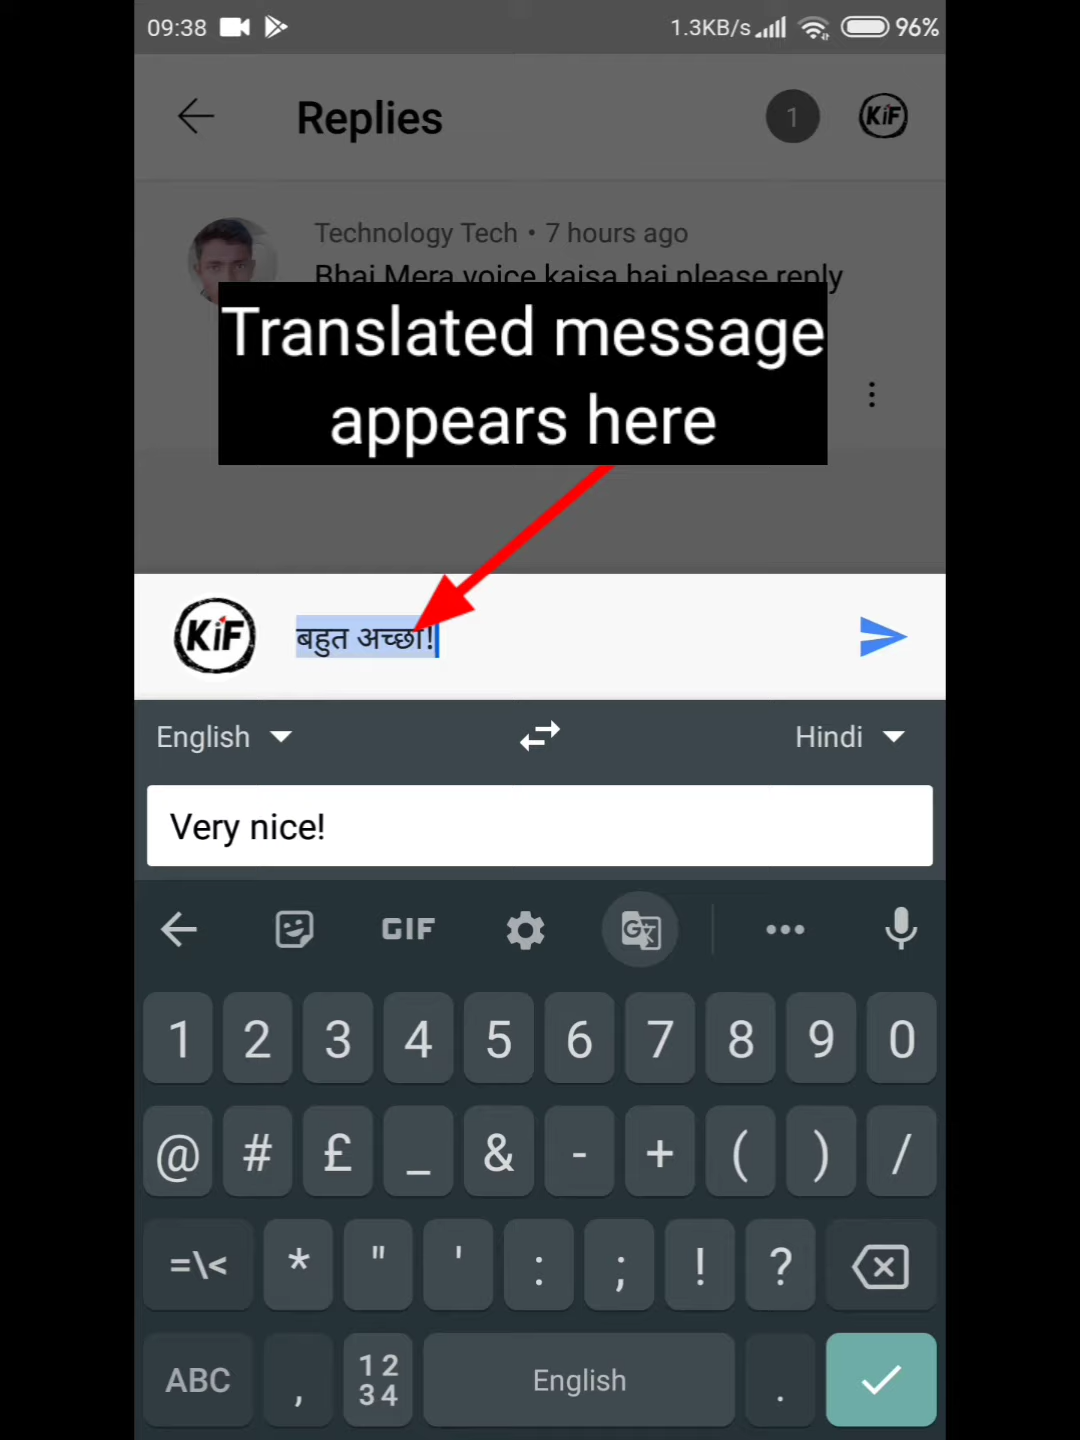 09:38 1.3KB/s 96%
Replies 1 KiF
Technology Tech • 7 hours ago
Bhai Mera voice kaisa hai please reply
Translated message
appears here
KiF बहुत अच्छा!
English Hindi
Very nice!
GIF G
1 2 3 4 5 6 7 8 9 0
@ # £ _ & - + ( ) /
=\< * " ' : ; ! ?
ABC , 12 English .
34